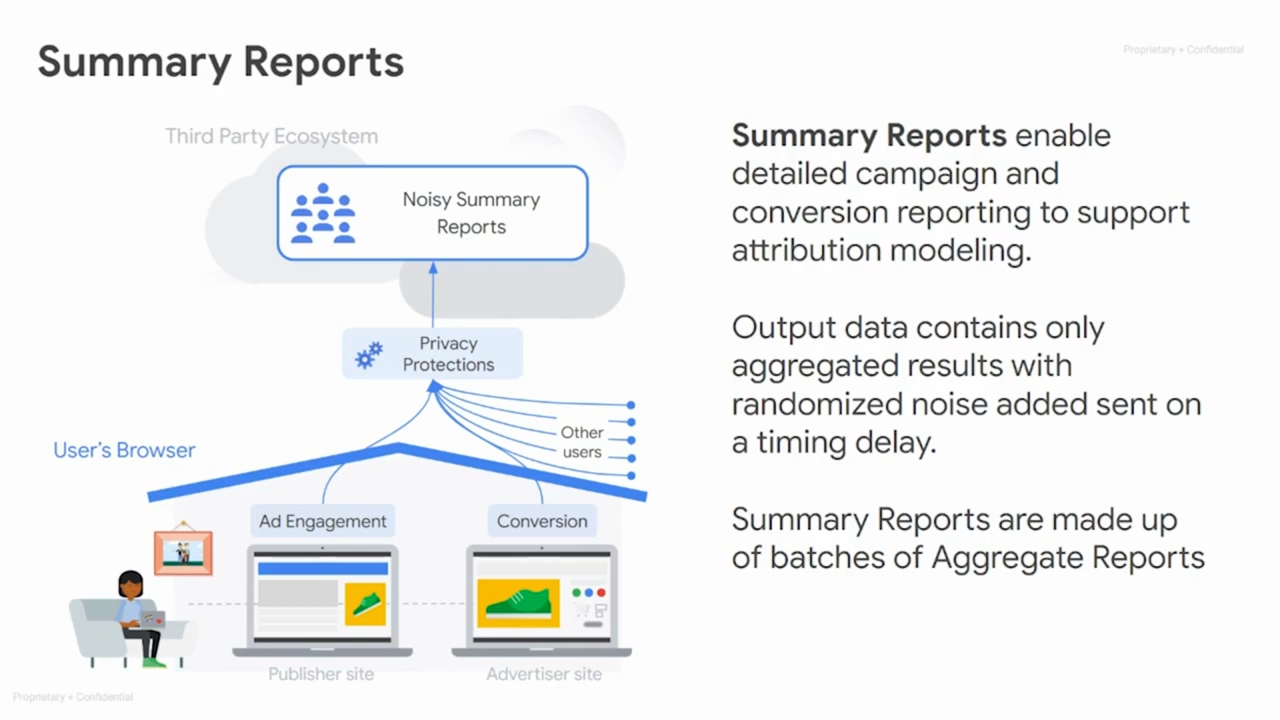 Summary Reports
Proprietary + Confidential
Third Party Ecosystem
Noisy Summary
Reports
Privacy
Protections
Other
users
User's Browser
Ad Engagement
Conversion
Publisher site
Advertiser site
Summary Reports enable
detailed campaign and
conversion reporting to support
attribution modeling.
Output data contains only
aggregated results with
randomized noise added sent on
a timing delay.
Summary Reports are made up
of batches of Aggregate Reports
Proprietary + Confidential